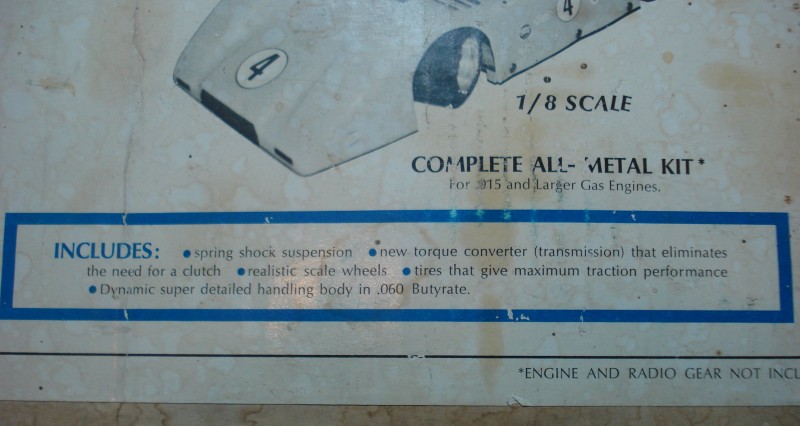 4
4
1/8 SCALE
COMPLETE ALL-METAL KIT*
For .015 and Larger Gas Engines.
INCLUDES: •spring shock suspension •new torque converter (transmission) that eliminates
the need for a clutch •realistic scale wheels •tires that give maximum traction performance
•Dynamic super detailed handling body in .060 Butyrate.
*ENGINE AND RADIO GEAR NOT INCL